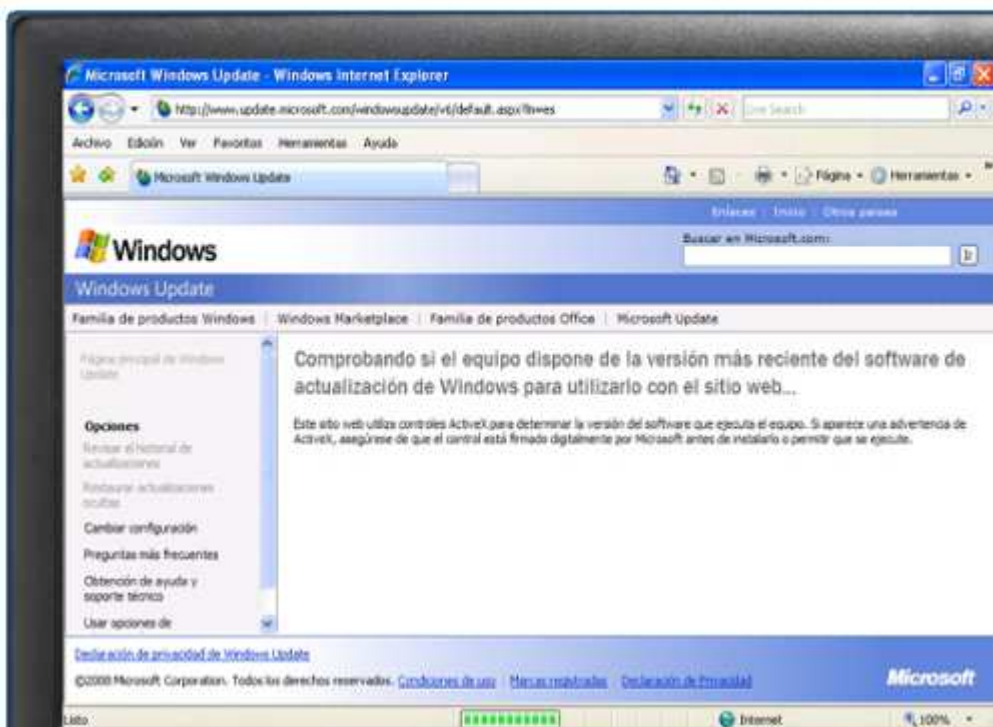 Microsoft Windows Update - Windows Internet Explorer
http://www.update.microsoft.com/windowsupdate/v6/default.aspx?ln=es
Live Search
Archivo Edición Ver Favoritos Herramientas Ayuda
Microsoft Windows Update
Página Herramientas
Enlaces Inicio Otros países
Windows
Buscar en Microsoft.com:
Ir
Windows Update
Familia de productos Windows | Windows Marketplace | Familia de productos Office | Microsoft Update
Página principal de Windows
Update
Comprobando si el equipo dispone de la versión más reciente del software de
actualización de Windows para utilizarlo con el sitio web...
Este sitio web utiliza controles ActiveX para determinar la versión del software que ejecuta el equipo. Si aparece una advertencia de
ActiveX, asegúrese de que el control está firmado digitalmente por Microsoft antes de instalarlo o permitir que se ejecute.
Opciones
Revisar el historial de
actualizaciones
Restaurar actualizaciones
ocultas
Cambiar configuración
Preguntas más frecuentes
Obtención de ayuda y
soporte técnico
Usar opciones de
Declaración de privacidad de Windows Update
©2008 Microsoft Corporation. Todos los derechos reservados. Condiciones de uso | Marcas registradas | Declaración de Privacidad
Microsoft
Listo
Internet
100%